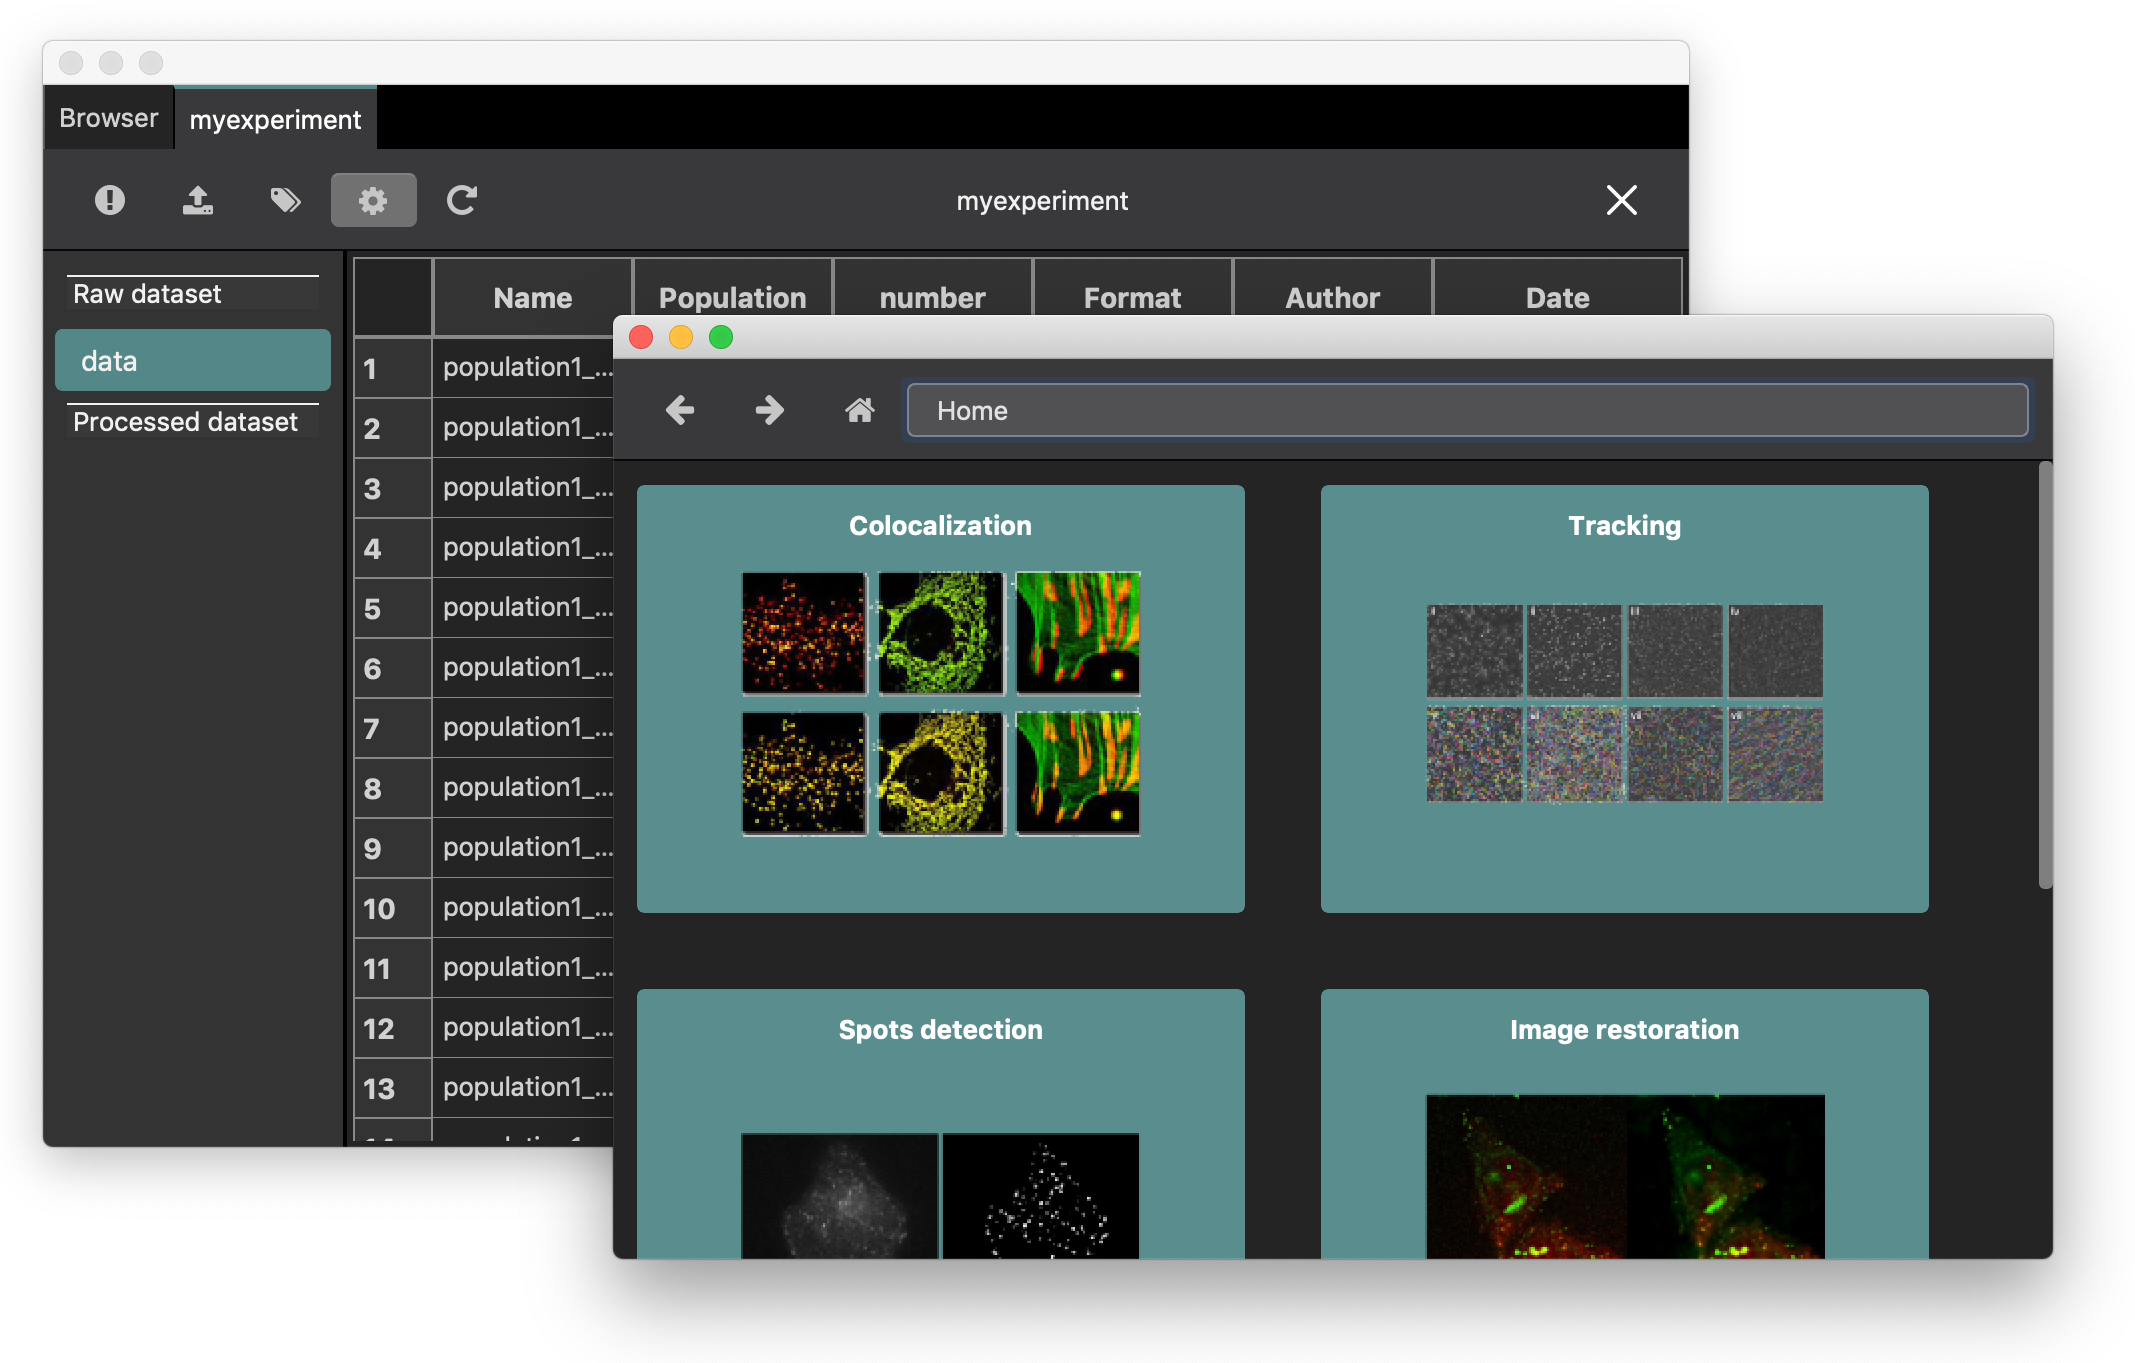 Browser
myexperiment
myexperiment
Raw dataset
data
Processed dataset
Name Population number Format Author Date
1 population1_...
2 population1_...
3 population1_...
4 population1_...
5 population1_...
6 population1_...
7 population1_...
8 population1_...
9 population1_...
10 population1_...
11 population1_...
12 population1_...
13 population1_...
Home
Colocalization
Tracking
Spots detection
Image restoration